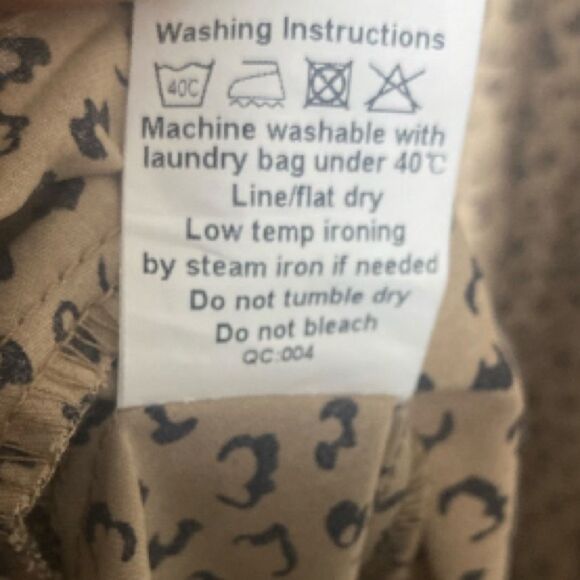 Washing Instructions
40C
Machine washable with
laundry bag under 40℃
Line/flat dry
Low temp ironing
by steam iron if needed
Do not tumble dry
Do not bleach
QC:004